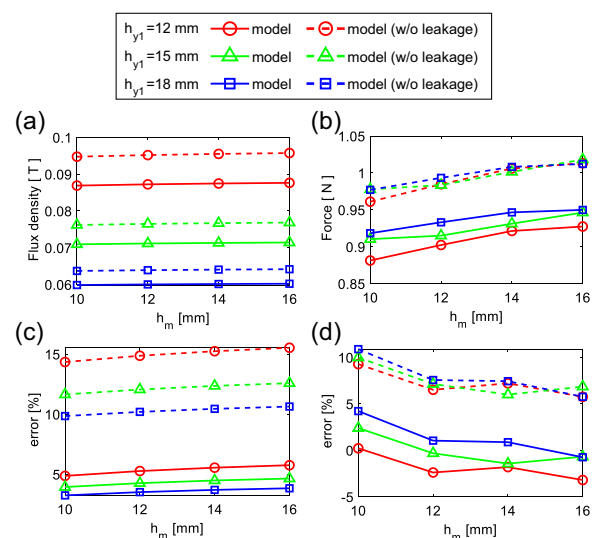 h_y1=12 mm model model (w/o leakage)
h_y1=15 mm model model (w/o leakage)
h_y1=18 mm model model (w/o leakage)
(a)
0.1
0.09
0.08
0.07
0.06
Flux density [ T ]
10 12 14 16
h_m [mm]
(b)
1.05
1
0.95
0.9
0.85
Force [ N ]
10 12 14 16
h_m [mm]
(c)
15
10
5
error [%]
10 12 14 16
h_m [mm]
(d)
10
5
0
-5
error [%]
10 12 14 16
h_m [mm]